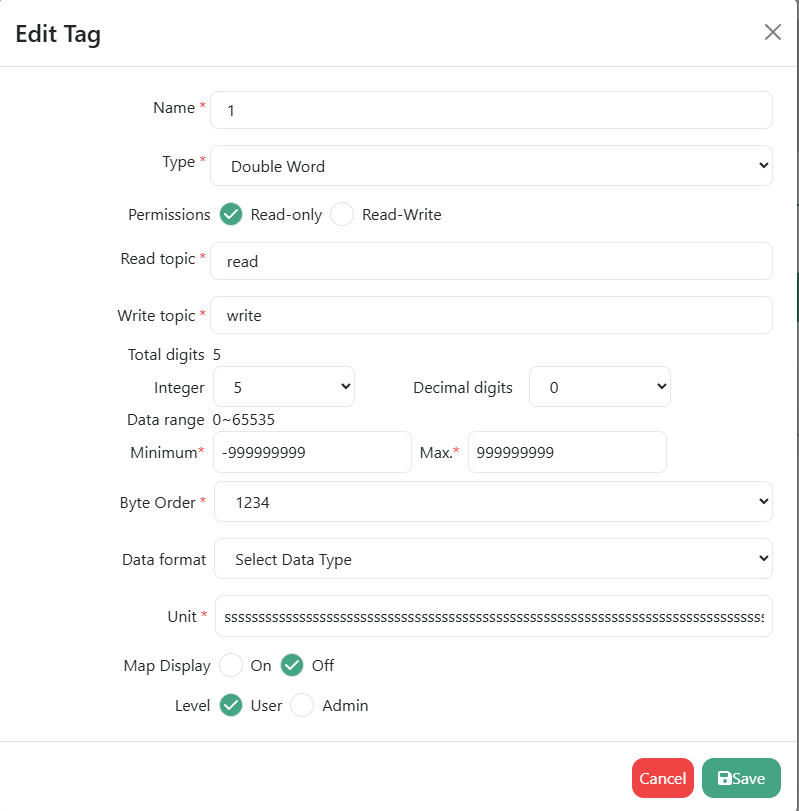 Edit Tag
Name * 1
Type * Double Word
Permissions Read-only Read-Write
Read topic * read
Write topic * write
Total digits 5
Integer 5 Decimal digits 0
Data range 0~65535
Minimum* -999999999 Max.* 999999999
Byte Order * 1234
Data format Select Data Type
Unit * ssssssssssssssssssssssssssssssssssssssssssssssssssssssssssssssssssssssssssssssss
Map Display On Off
Level User Admin
Cancel Save